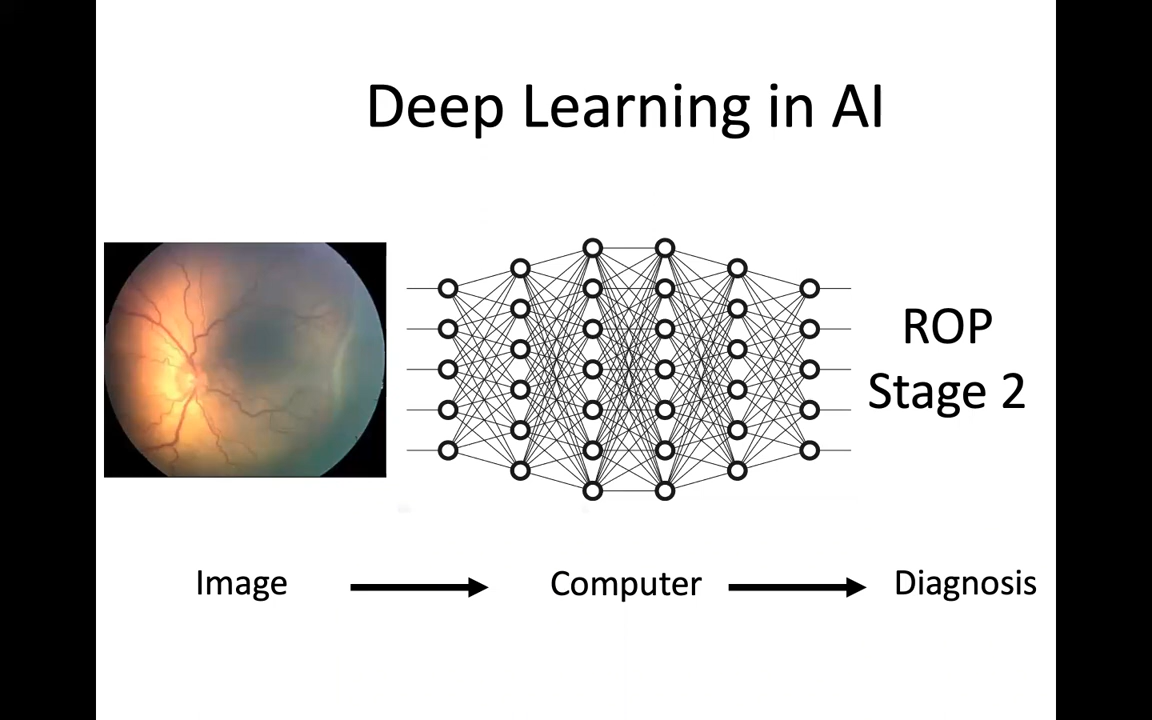 Deep Learning in AI
ROP
Stage 2
Image
Computer
Diagnosis